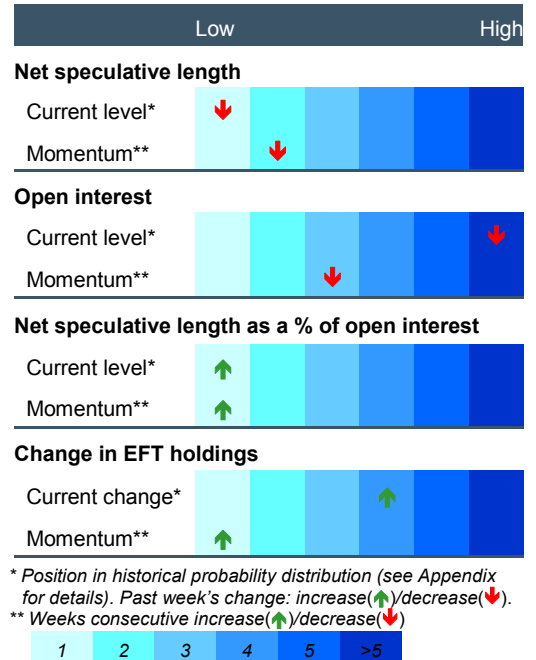 Low High
Net speculative length
Current level*
Momentum**
Open interest
Current level*
Momentum**
Net speculative length as a % of open interest
Current level*
Momentum**
Change in EFT holdings
Current change*
Momentum**
* Position in historical probability distribution (see Appendix
for details). Past week's change: increase(↑)/decrease(↓).
** Weeks consecutive increase(↑)/decrease(↓)
1 2 3 4 5 >5